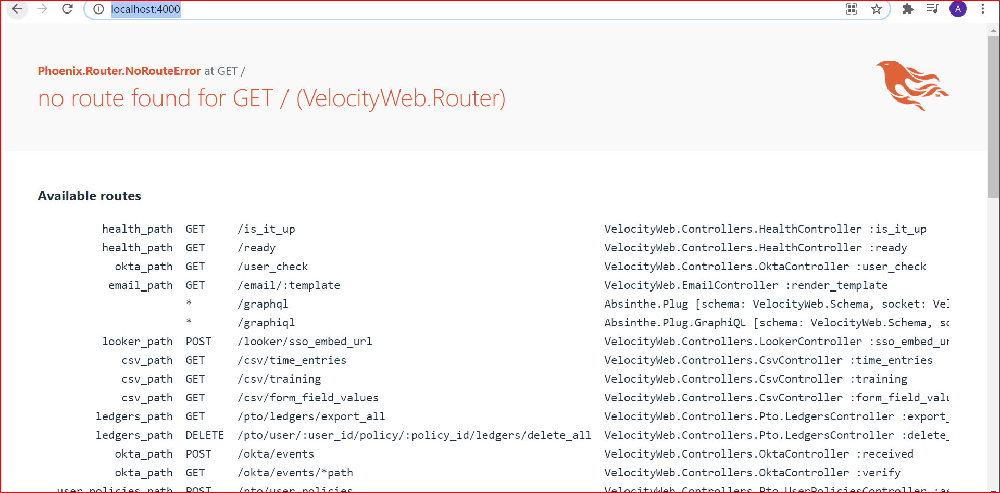 localhost:4000
A
Phoenix.Router.NoRouteError at GET /
no route found for GET / (VelocityWeb.Router)
TM
Available routes
health_path GET /is_it_up VelocityWeb.Controllers.HealthController :is_it_up
health_path GET /ready VelocityWeb.Controllers.HealthController :ready
okta_path GET /user_check VelocityWeb.Controllers.OktaController :user_check
email_path GET /email/:template VelocityWeb.EmailController :render_template
* /graphql Absinthe.Plug [schema: VelocityWeb.Schema, socket: Vel
* /graphiql Absinthe.Plug.GraphiQL [schema: VelocityWeb.Schema, so
looker_path POST /looker/sso_embed_url VelocityWeb.Controllers.LookerController :sso_embed_ur
csv_path GET /csv/time_entries VelocityWeb.Controllers.CsvController :time_entries
csv_path GET /csv/training VelocityWeb.Controllers.CsvController :training
csv_path GET /csv/form_field_values VelocityWeb.Controllers.CsvController :form_field_valu
ledgers_path GET /pto/ledgers/export_all VelocityWeb.Controllers.Pto.LedgersController :export_
ledgers_path DELETE /pto/user/:user_id/policy/:policy_id/ledgers/delete_all VelocityWeb.Controllers.Pto.LedgersController :delete_
okta_path POST /okta/events VelocityWeb.Controllers.OktaController :received
okta_path GET /okta/events/*path VelocityWeb.Controllers.OktaController :verify
user_policies_path POST /pto/user_policies VelocityWeb.Controllers.Pto.UserPoliciesController :as